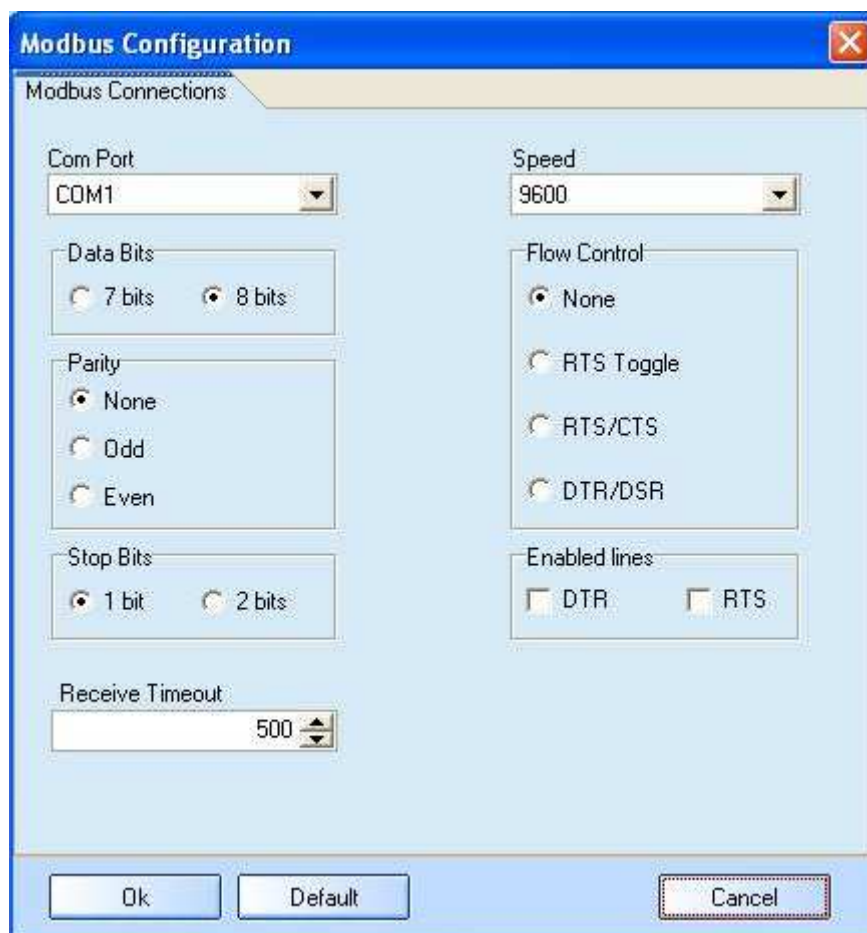 Modbus Configuration
Modbus Connections
Com Port
COM1
Speed
9600
Data Bits
7 bits 8 bits
Flow Control
None
RTS Toggle
RTS/CTS
DTR/DSR
Parity
None
Odd
Even
Stop Bits
1 bit 2 bits
Enabled lines
DTR RTS
Receive Timeout
500
Ok Default Cancel